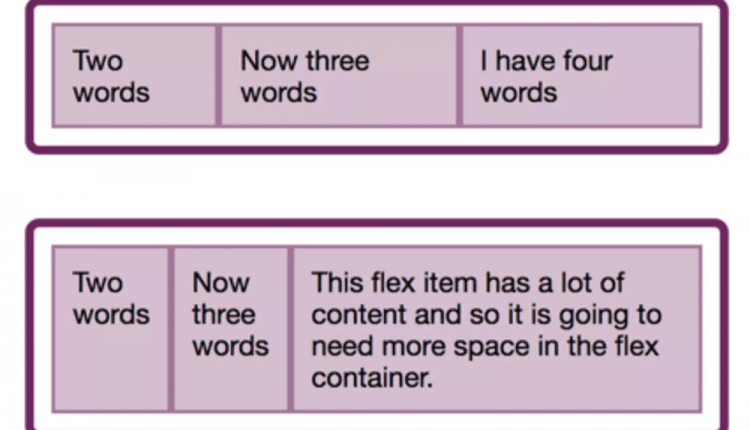 Two
words
Now three
words
I have four
words
Two
words
Now
three
words
This flex item has a lot of
content and so it is going to
need more space in the flex
container.